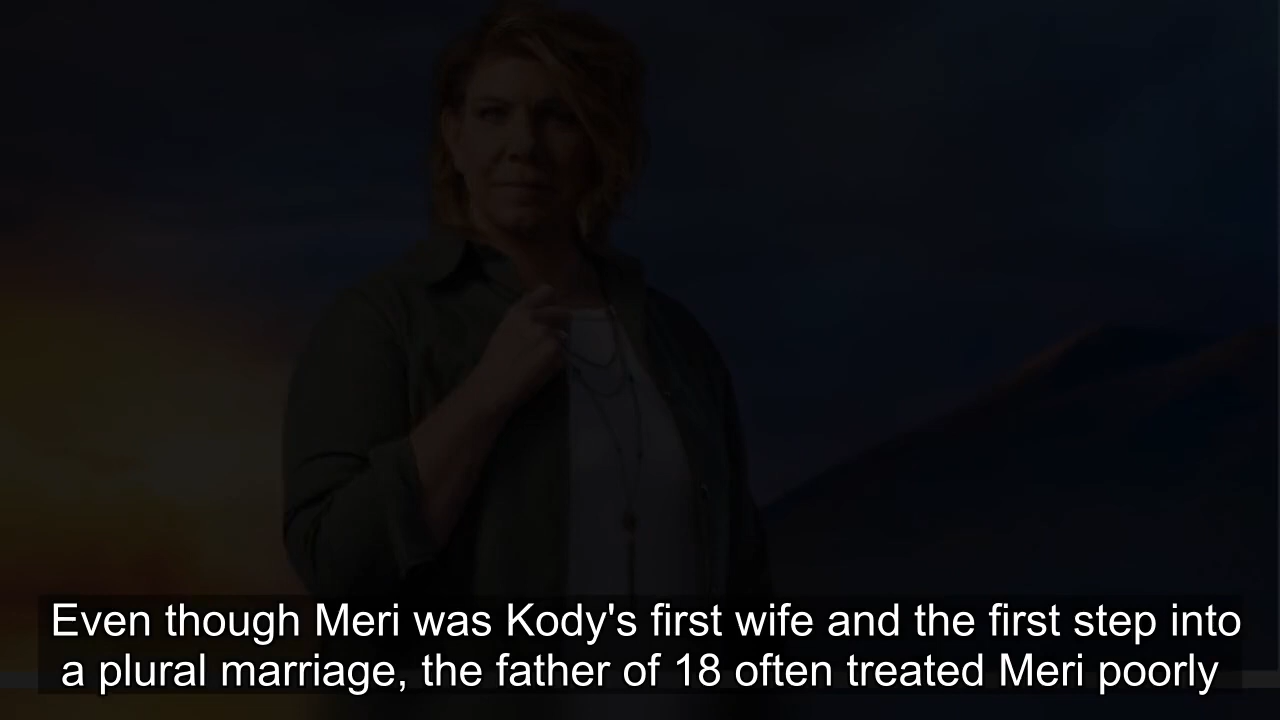 Even though Meri was Kody's first wife and the first step into
a plural marriage, the father of 18 often treated Meri poorly